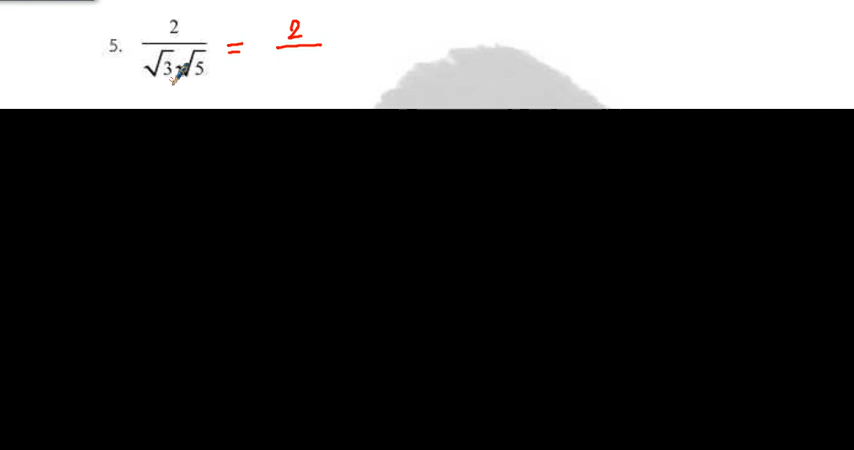 5. 2/(√3 √5) = 2/